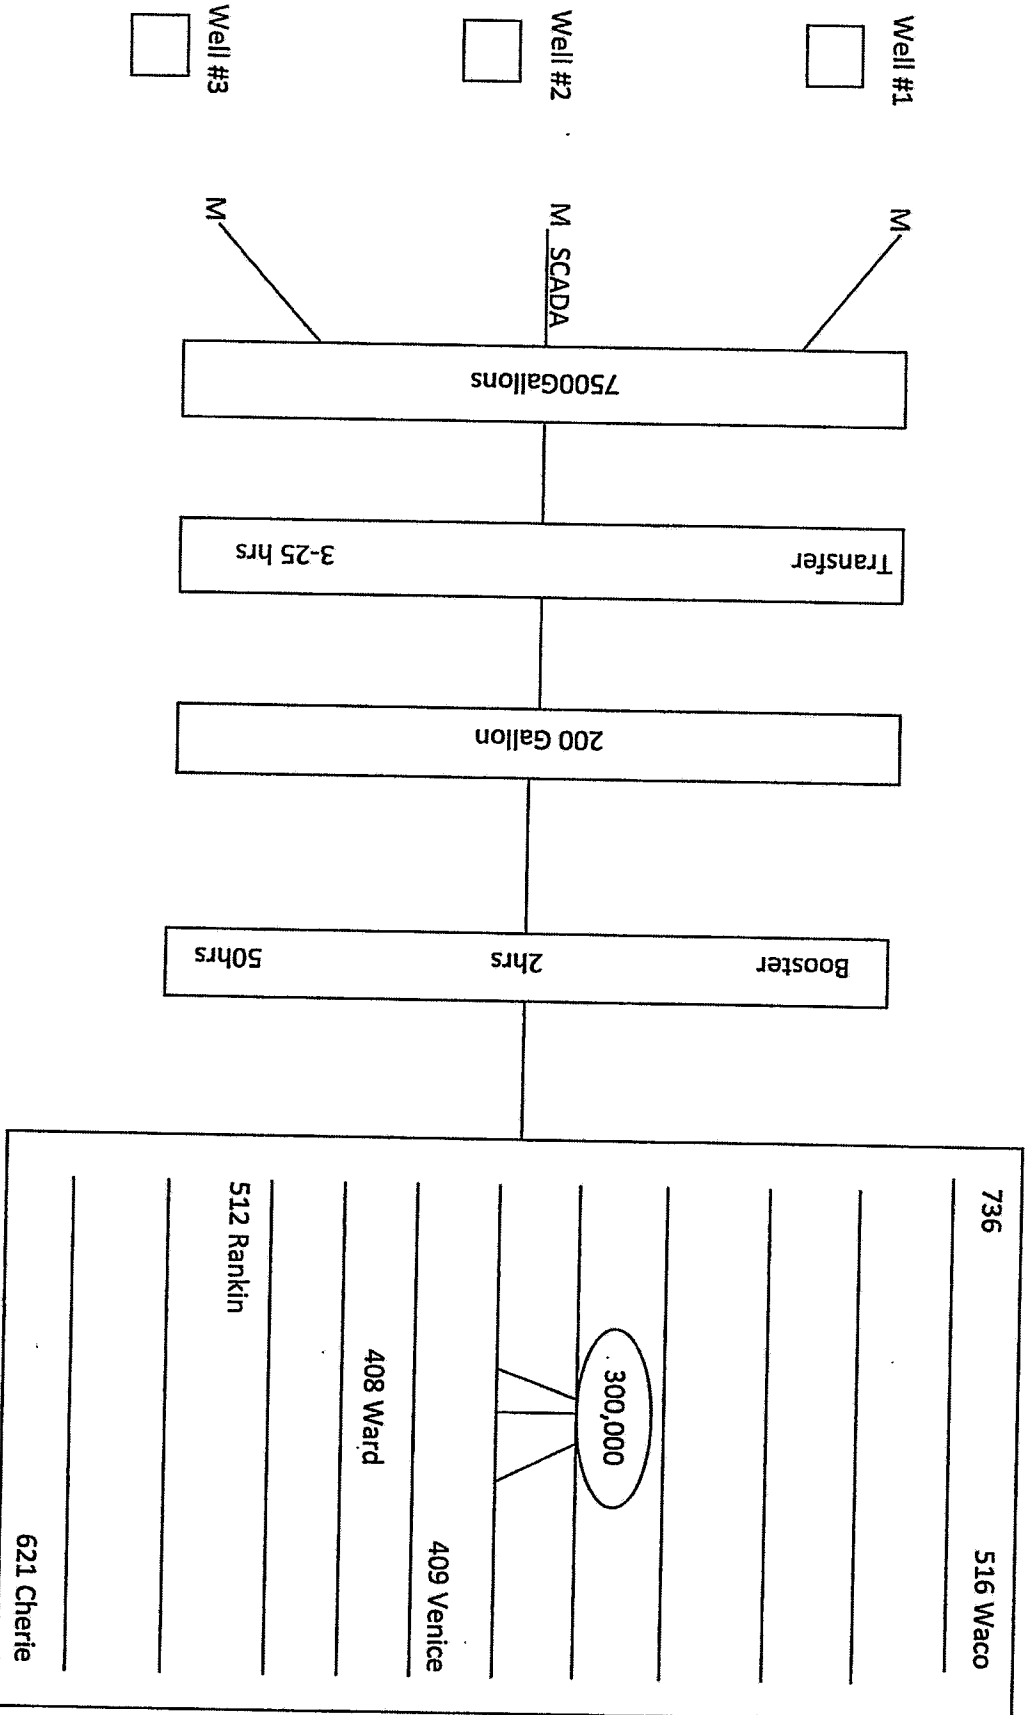 Well #1
Well #2
Well #3
M
M SCADA
M
7500Gallons
Transfer 3-25 hrs
200 Gallon
Booster 2hrs 50hrs
736 516 Waco
300,000
409 Venice
408 Ward
512 Rankin
621 Cherie